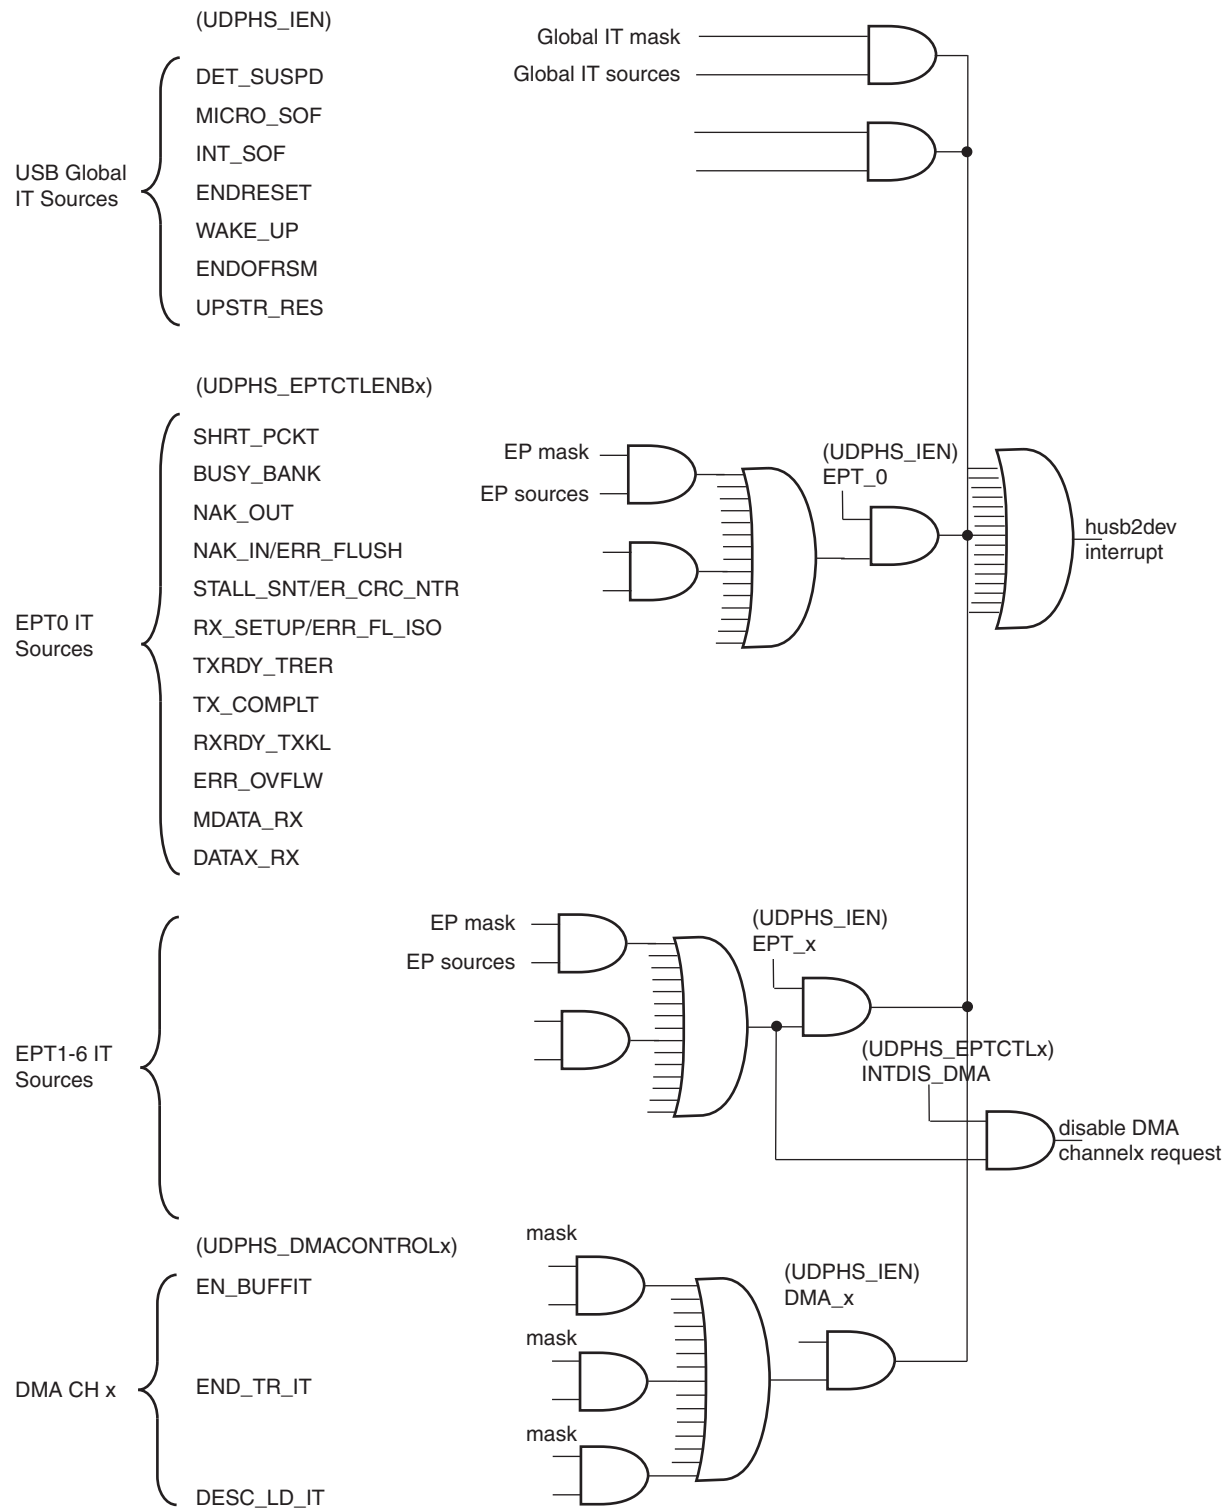 (UDPHS_IEN)
Global IT mask
Global IT sources
DET_SUSPD
MICRO_SOF
INT_SOF
ENDRESET
WAKE_UP
ENDOFRSM
UPSTR_RES
USB Global
IT Sources
(UDPHS_EPTCTLENBx)
SHRT_PCKT
BUSY_BANK
NAK_OUT
NAK_IN/ERR_FLUSH
STALL_SNT/ER_CRC_NTR
RX_SETUP/ERR_FL_ISO
TXRDY_TRER
TX_COMPLT
RXRDY_TXKL
ERR_OVFLW
MDATA_RX
DATAX_RX
EPT0 IT
Sources
EP mask
EP sources
(UDPHS_IEN)
EPT_0
husb2dev
interrupt
EP mask
EP sources
(UDPHS_IEN)
EPT_x
EPT1-6 IT
Sources
(UDPHS_EPTCTLx)
INTDIS_DMA
disable DMA
channelx request
(UDPHS_DMACONTROLx)
EN_BUFFIT
END_TR_IT
DESC_LD_IT
DMA CH x
mask
mask
mask
(UDPHS_IEN)
DMA_x